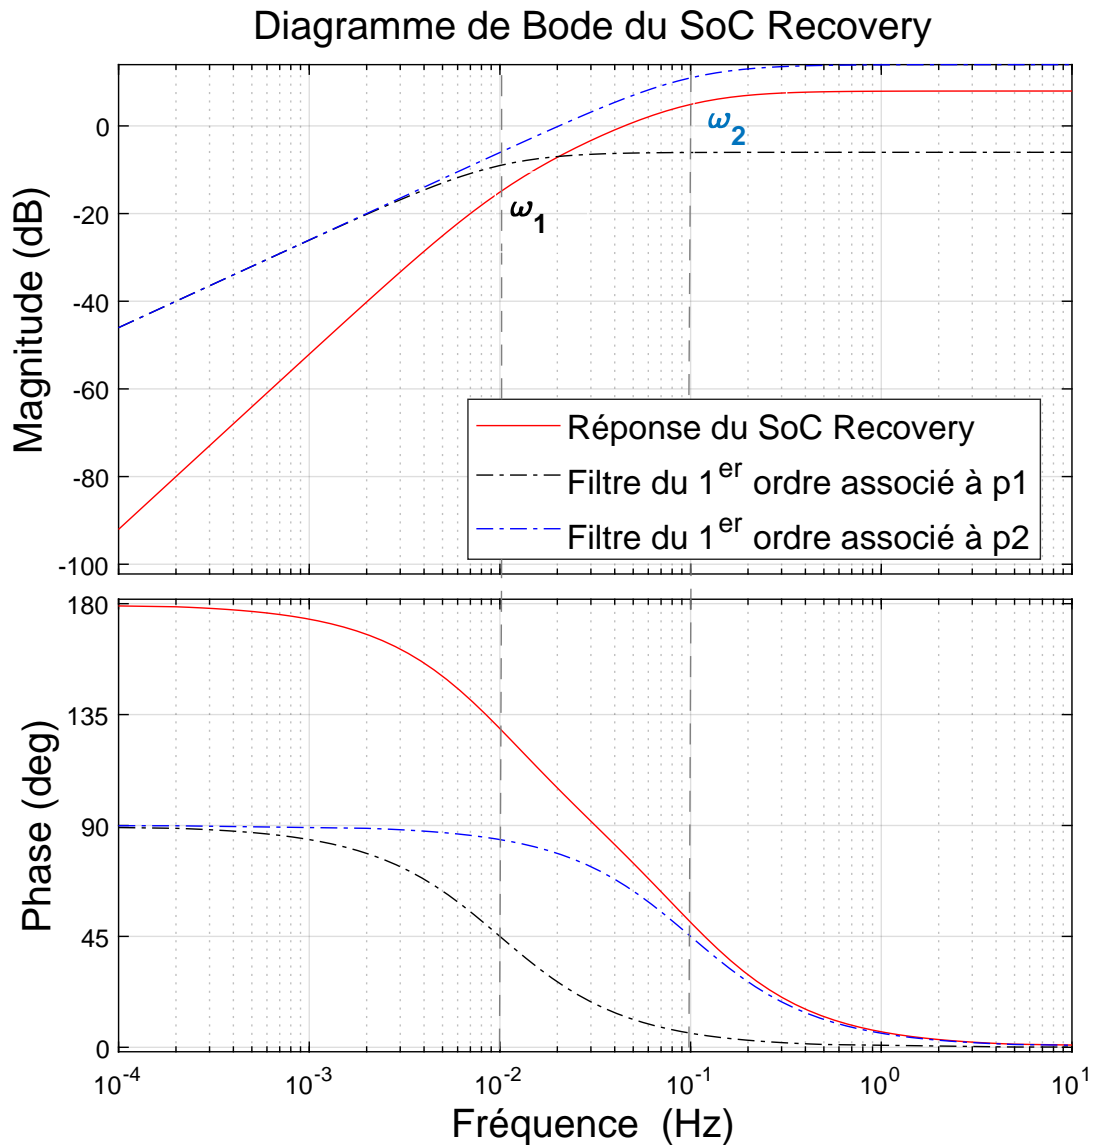 Diagramme de Bode du SoC Recovery
Magnitude (dB)
0
-20
-40
-60
-80
-100
ω1
ω2
Réponse du SoC Recovery
Filtre du 1er ordre associé à p1
Filtre du 1er ordre associé à p2
Phase (deg)
180
135
90
45
0
10-4 10-3 10-2 10-1 100 101
Fréquence (Hz)